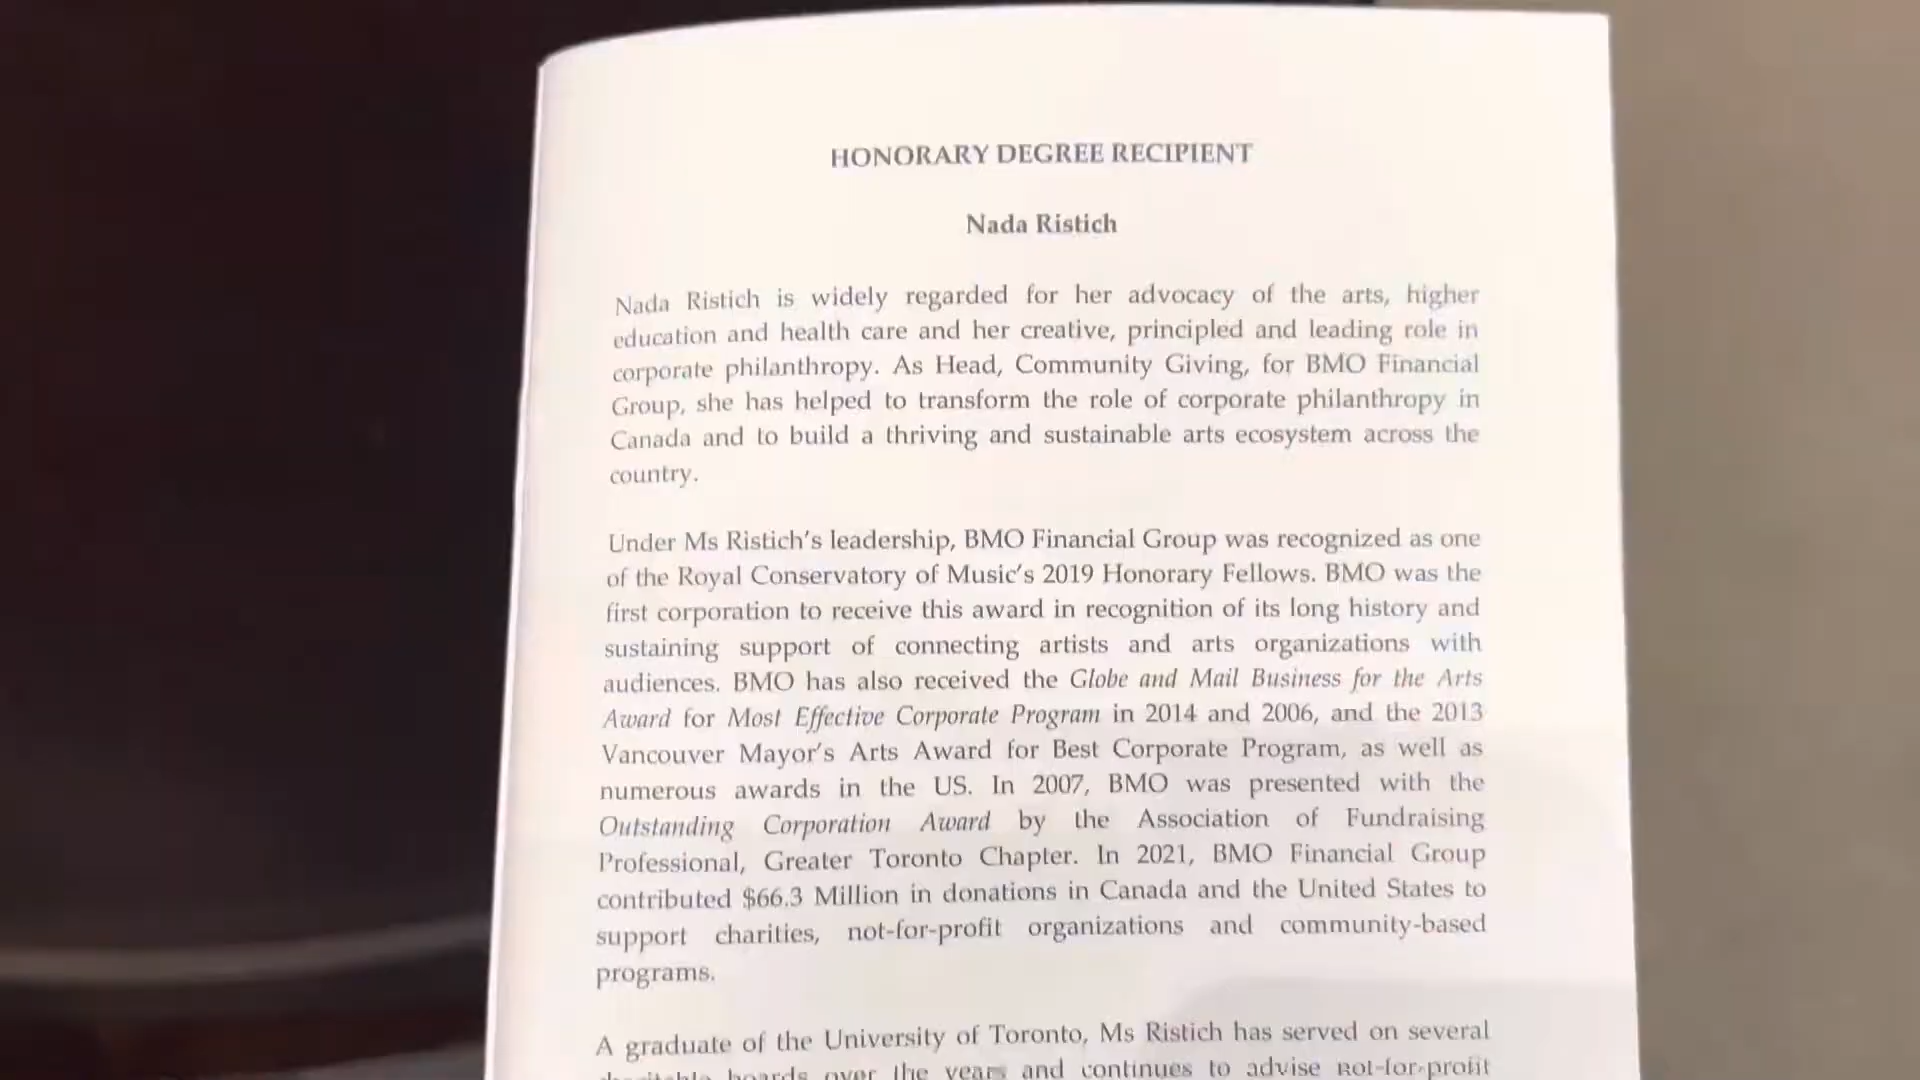 HONORARY DEGREE RECIPIENT
Nada Ristich
Nada Ristich is widely regarded for her advocacy of the arts, higher
education and health care and her creative, principled and leading role in
corporate philanthropy. As Head, Community Giving, for BMO Financial
Group, she has helped to transform the role of corporate philanthropy in
Canada and to build a thriving and sustainable arts ecosystem across the
country.
Under Ms Ristich's leadership, BMO Financial Group was recognized as one
of the Royal Conservatory of Music's 2019 Honorary Fellows. BMO was the
first corporation to receive this award in recognition of its long history and
sustaining support of connecting artists and arts organizations with
audiences. BMO has also received the Globe and Mail Business for the Arts
Award for Most Effective Corporate Program in 2014 and 2006, and the 2013
Vancouver Mayor's Arts Award for Best Corporate Program, as well as
numerous awards in the US. In 2007, BMO was presented with the
Outstanding Corporation Award by the Association of Fundraising
Professional, Greater Toronto Chapter. In 2021, BMO Financial Group
contributed $66.3 Million in donations in Canada and the United States to
support charities, not-for-profit organizations and community-based
programs.
A graduate of the University of Toronto, Ms Ristich has served on several
charitable boards over the years and continues to advise not-for-profit